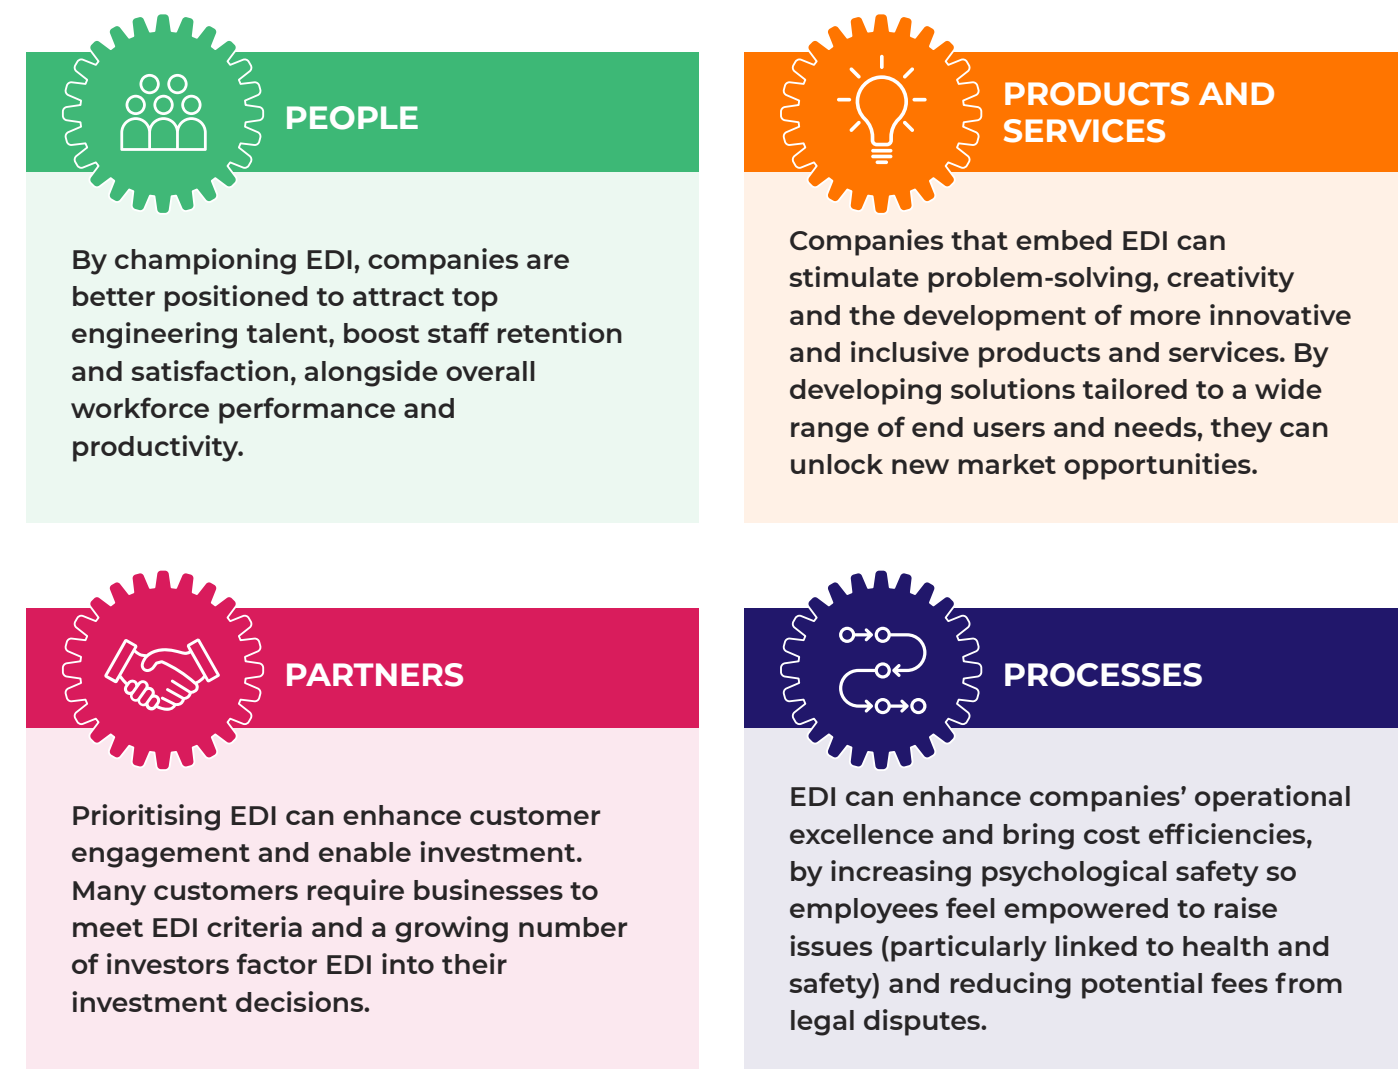 PEOPLE
By championing EDI, companies are
better positioned to attract top
engineering talent, boost staff retention
and satisfaction, alongside overall
workforce performance and
productivity.
PRODUCTS AND
SERVICES
Companies that embed EDI can
stimulate problem-solving, creativity
and the development of more innovative
and inclusive products and services. By
developing solutions tailored to a wide
range of end users and needs, they can
unlock new market opportunities.
PARTNERS
Prioritising EDI can enhance customer
engagement and enable investment.
Many customers require businesses to
meet EDI criteria and a growing number
of investors factor EDI into their
investment decisions.
PROCESSES
EDI can enhance companies’ operational
excellence and bring cost efficiencies,
by increasing psychological safety so
employees feel empowered to raise
issues (particularly linked to health and
safety) and reducing potential fees from
legal disputes.